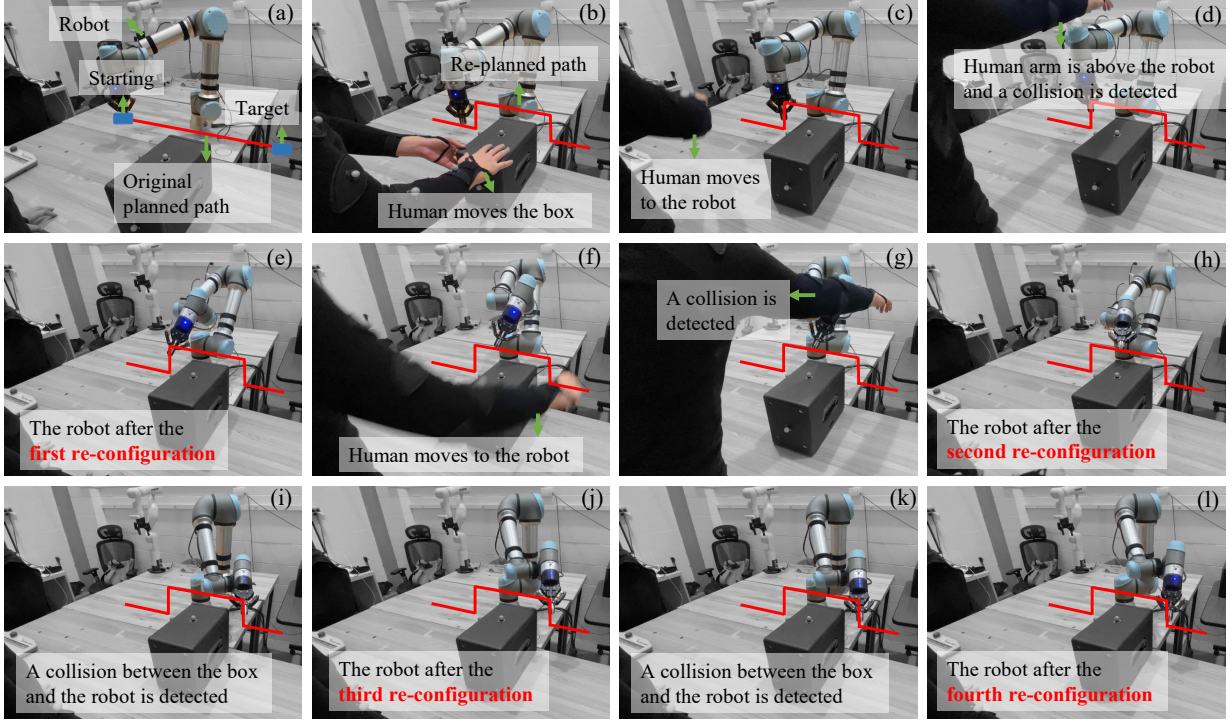 (a)
Robot
Starting
Target
Original
planned path
(b)
Re-planned path
Human moves the box
(c)
Human moves
to the robot
(d)
Human arm is above the robot
and a collision is detected
(e)
The robot after the
first re-configuration
(f)
Human moves to the robot
(g)
A collision is
detected
(h)
The robot after the
second re-configuration
(i)
A collision between the box
and the robot is detected
(j)
The robot after the
third re-configuration
(k)
A collision between the box
and the robot is detected
(l)
The robot after the
fourth re-configuration